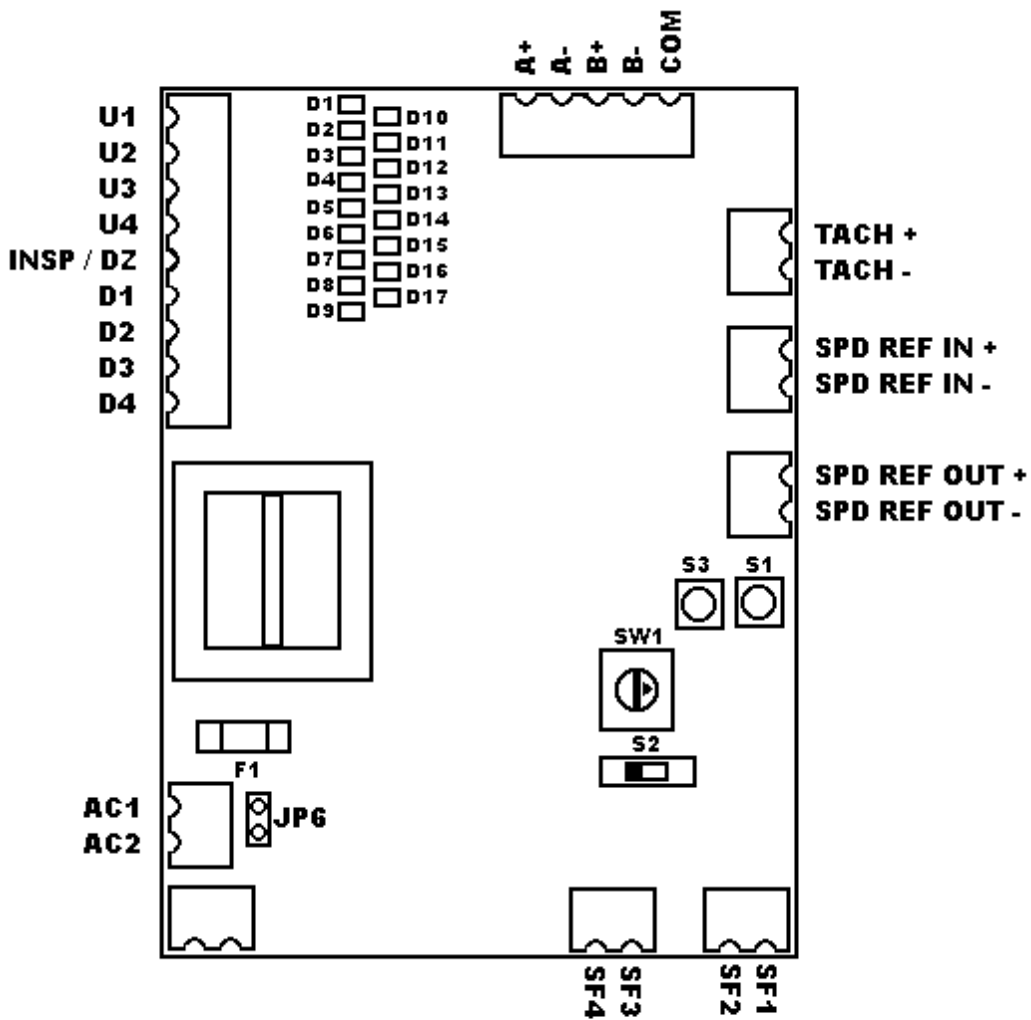 A+
A-
B+
B-
COM
U1
U2
U3
U4
INSP / DZ
D1
D2
D3
D4
D1
D2
D3
D4
D5
D6
D7
D8
D9
D10
D11
D12
D13
D14
D15
D16
D17
TACH +
TACH -
SPD REF IN +
SPD REF IN -
SPD REF OUT +
SPD REF OUT -
S3
S1
SW1
S2
F1
JP6
AC1
AC2
SF4
SF3
SF2
SF1